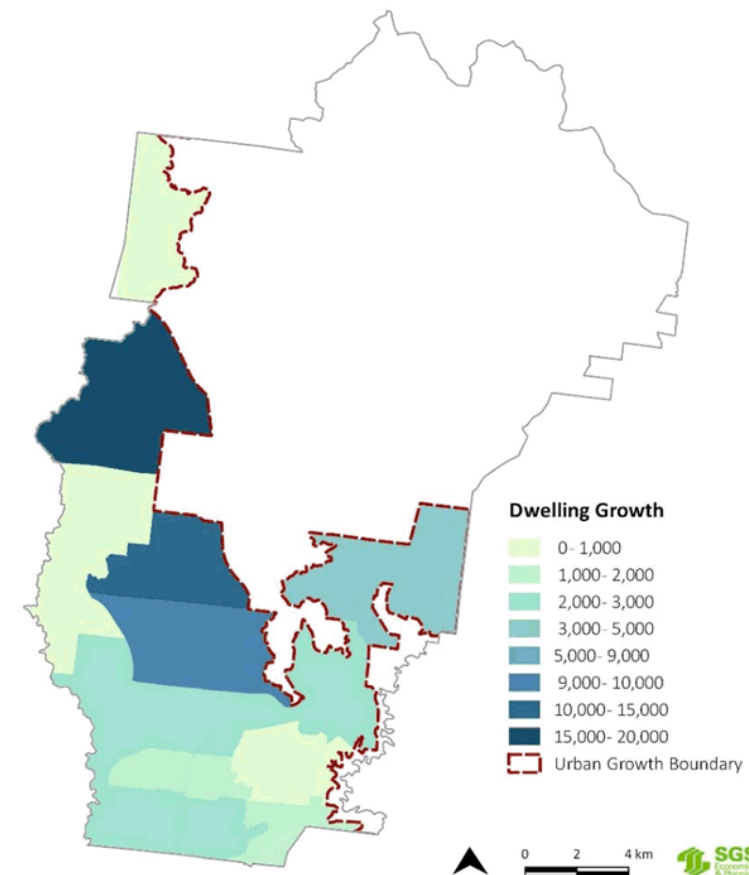 Dwelling Growth
0- 1,000
1,000- 2,000
2,000- 3,000
3,000- 5,000
5,000- 9,000
9,000- 10,000
10,000- 15,000
15,000- 20,000
Urban Growth Boundary
0 2 4 km
SGS
Economics